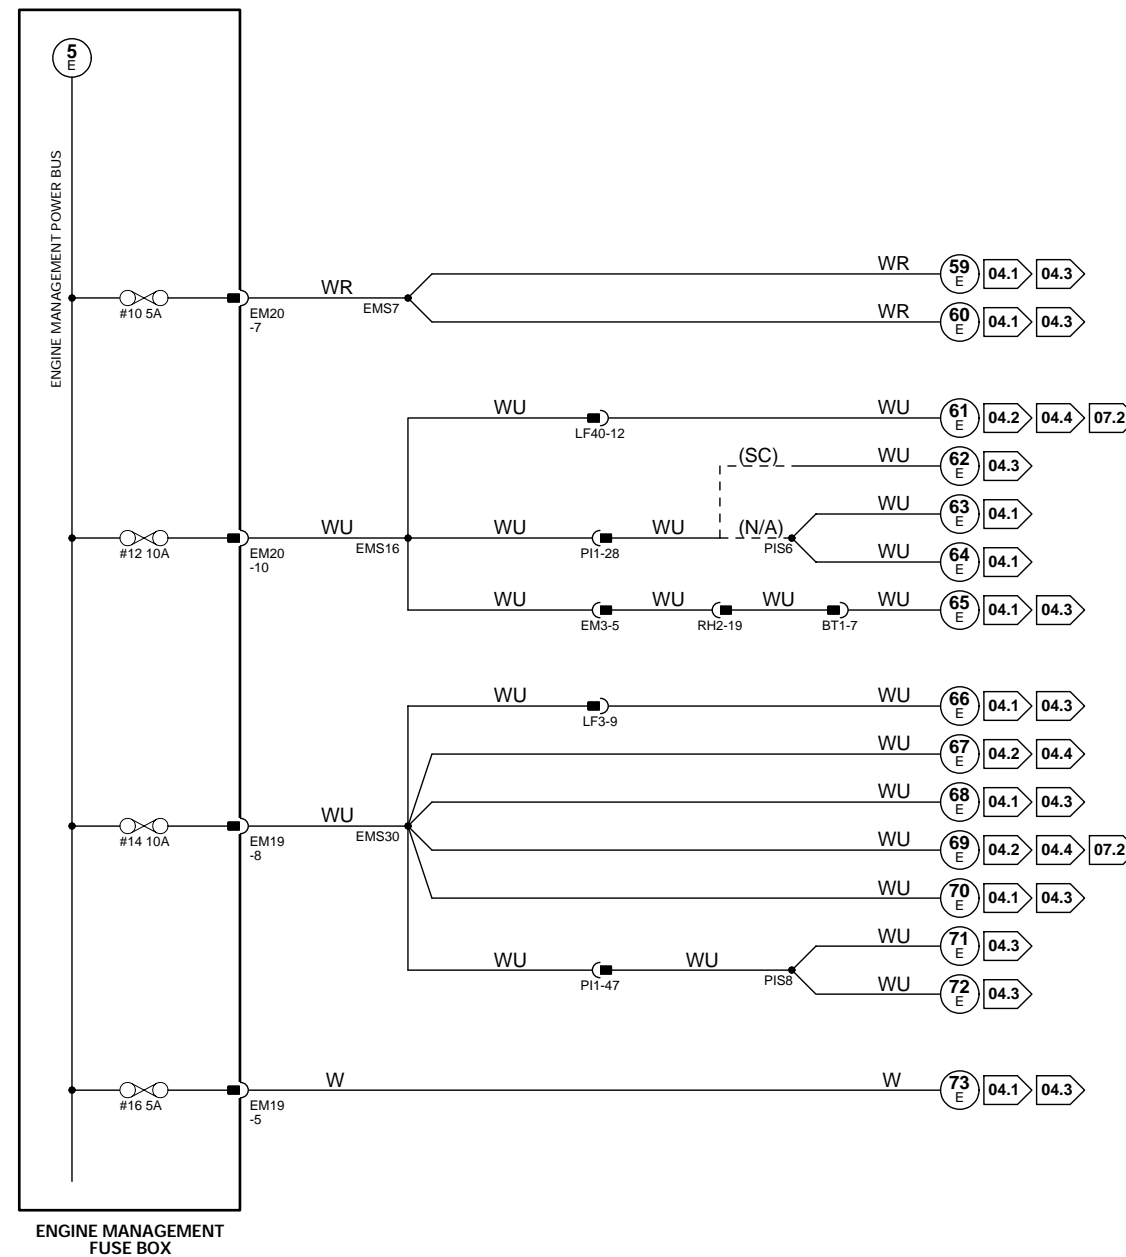 5
E
ENGINE MANAGEMENT POWER BUS
#10 5A
EM20
-7
WR
EMS7
WR
59
E
04.1
04.3
WR
60
E
04.1
04.3
#12 10A
EM20
-10
WU
EMS16
WU
LF40-12
WU
61
E
04.2
04.4
07.2
WU
PI1-28
WU
(SC)
WU
62
E
04.3
(N/A)
PIS6
WU
63
E
04.1
WU
64
E
04.1
WU
EM3-5
WU
RH2-19
WU
BT1-7
WU
65
E
04.1
04.3
#14 10A
EM19
-8
WU
EMS30
WU
LF3-9
WU
66
E
04.1
04.3
WU
67
E
04.2
04.4
WU
68
E
04.1
04.3
WU
69
E
04.2
04.4
07.2
WU
70
E
04.1
04.3
WU
PI1-47
WU
PIS8
WU
71
E
04.3
WU
72
E
04.3
#16 5A
EM19
-5
W
W
73
E
04.1
04.3
ENGINE MANAGEMENT
FUSE BOX